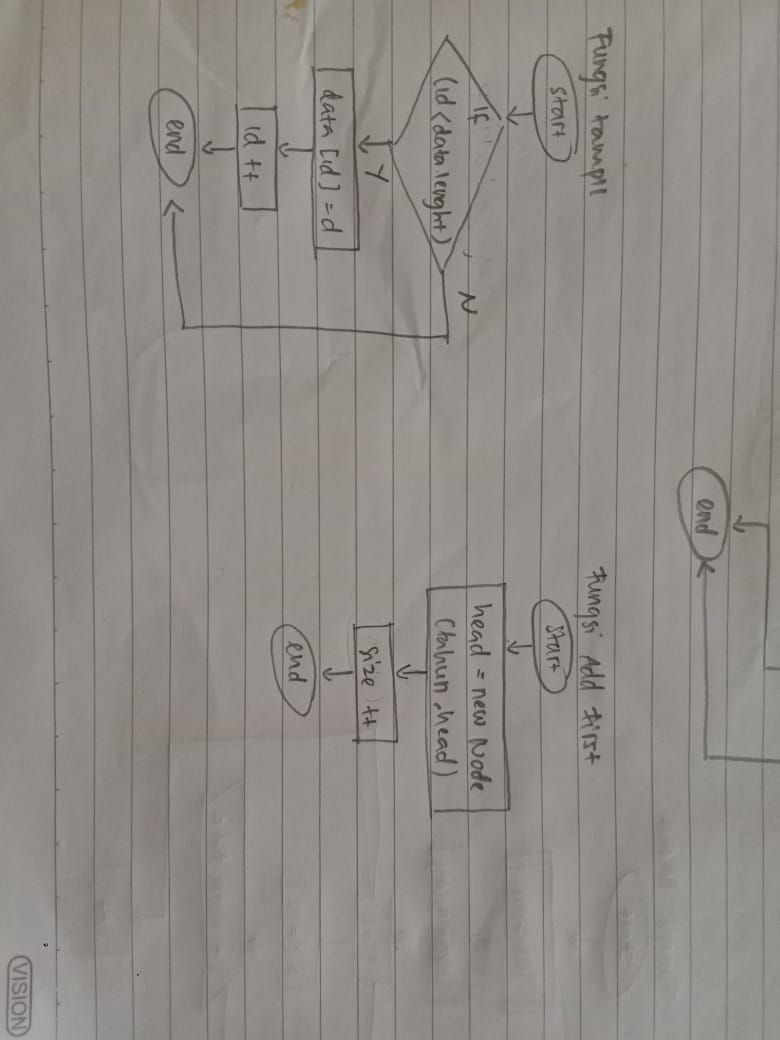 end
Fungsi tampil
start
If
(id < data lenght)
N
Y
data [id] = d
id ++
end
Fungsi Add First
start
head = new Node
(tahun, head)
size ++
end
VISION